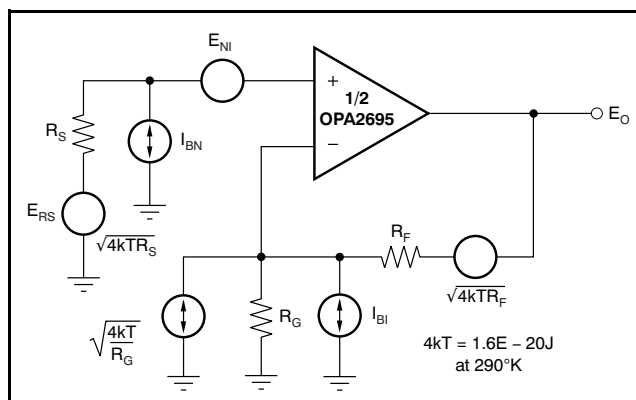 E_NI
+
1/2
OPA2695
−
E_O
R_S
I_BN
E_RS
√4kTR_S
R_F
√4kTR_F
√4kT/R_G
R_G
I_BI
4kT = 1.6E – 20J
at 290°K